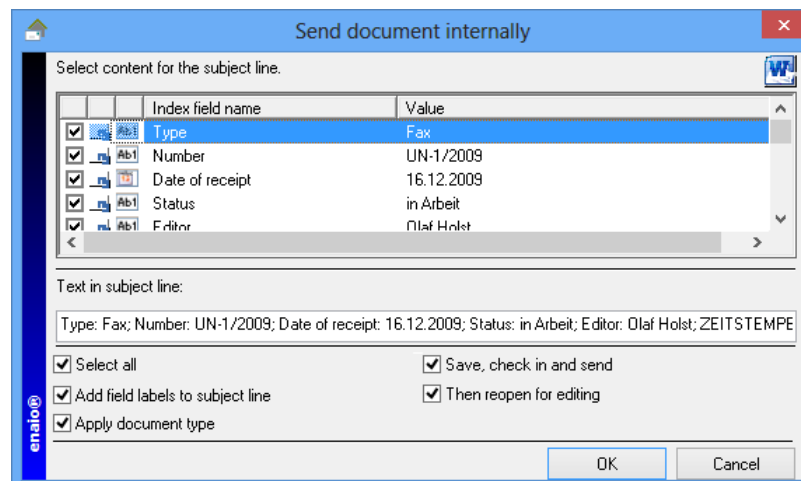 Send document internally
Select content for the subject line.
Index field name Value
Type Fax
Number UN-1/2009
Date of receipt 16.12.2009
Status in Arbeit
Editor Olaf Holst
Text in subject line:
Type: Fax; Number: UN-1/2009; Date of receipt: 16.12.2009; Status: in Arbeit; Editor: Olaf Holst; ZEITSTEMPE
Select all Save, check in and send
Add field labels to subject line Then reopen for editing
Apply document type
enaio®
OK Cancel